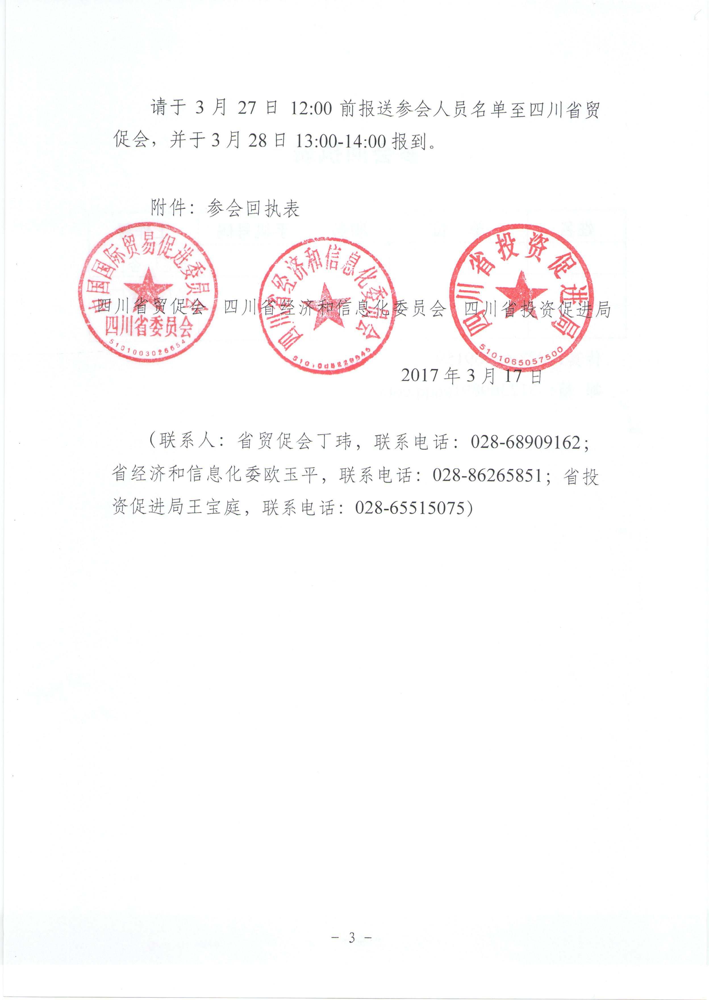 请于 3 月 27 日 12:00 前报送参会人员名单至四川省贸
促会，并于 3 月 28 日 13:00-14:00 报到。
附件：参会回执表
中国国际贸易促进委员会
四川省委员会
5101003026654
四川省经济和信息化委员会
四川省投资促进局
5101065057500
四川省贸促会 四川省经济和信息化委员会 四川省投资促进局
2017 年 3 月 17 日
（联系人：省贸促会丁玮，联系电话：028-68909162；
省经济和信息化委欧玉平，联系电话：028-86265851；省投
资促进局王宝庭，联系电话：028-65515075）
- 3 -